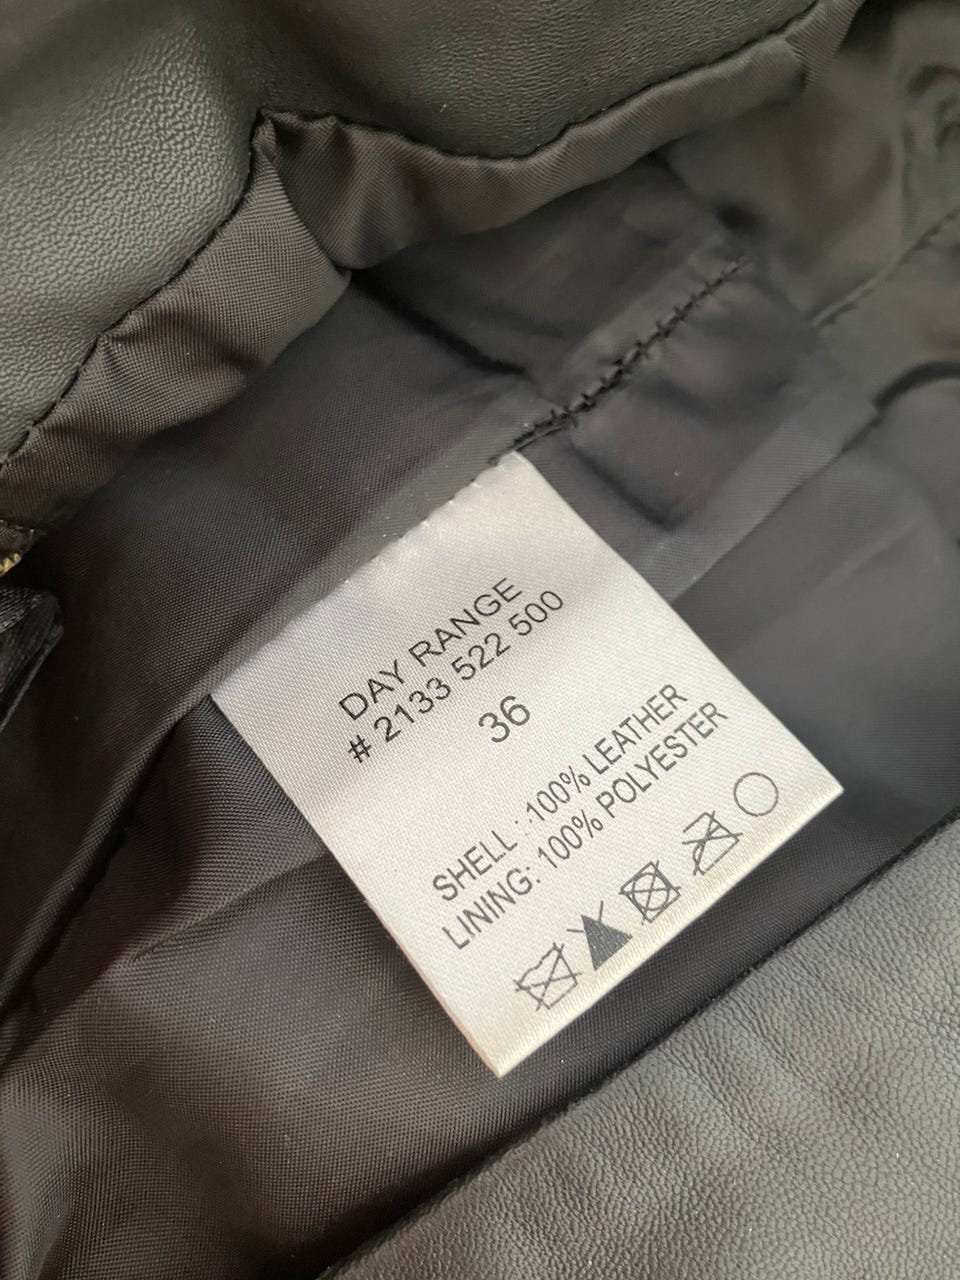 DAY RANGE
# 2133 522 500
36
SHELL : 100% LEATHER
LINING: 100% POLYESTER